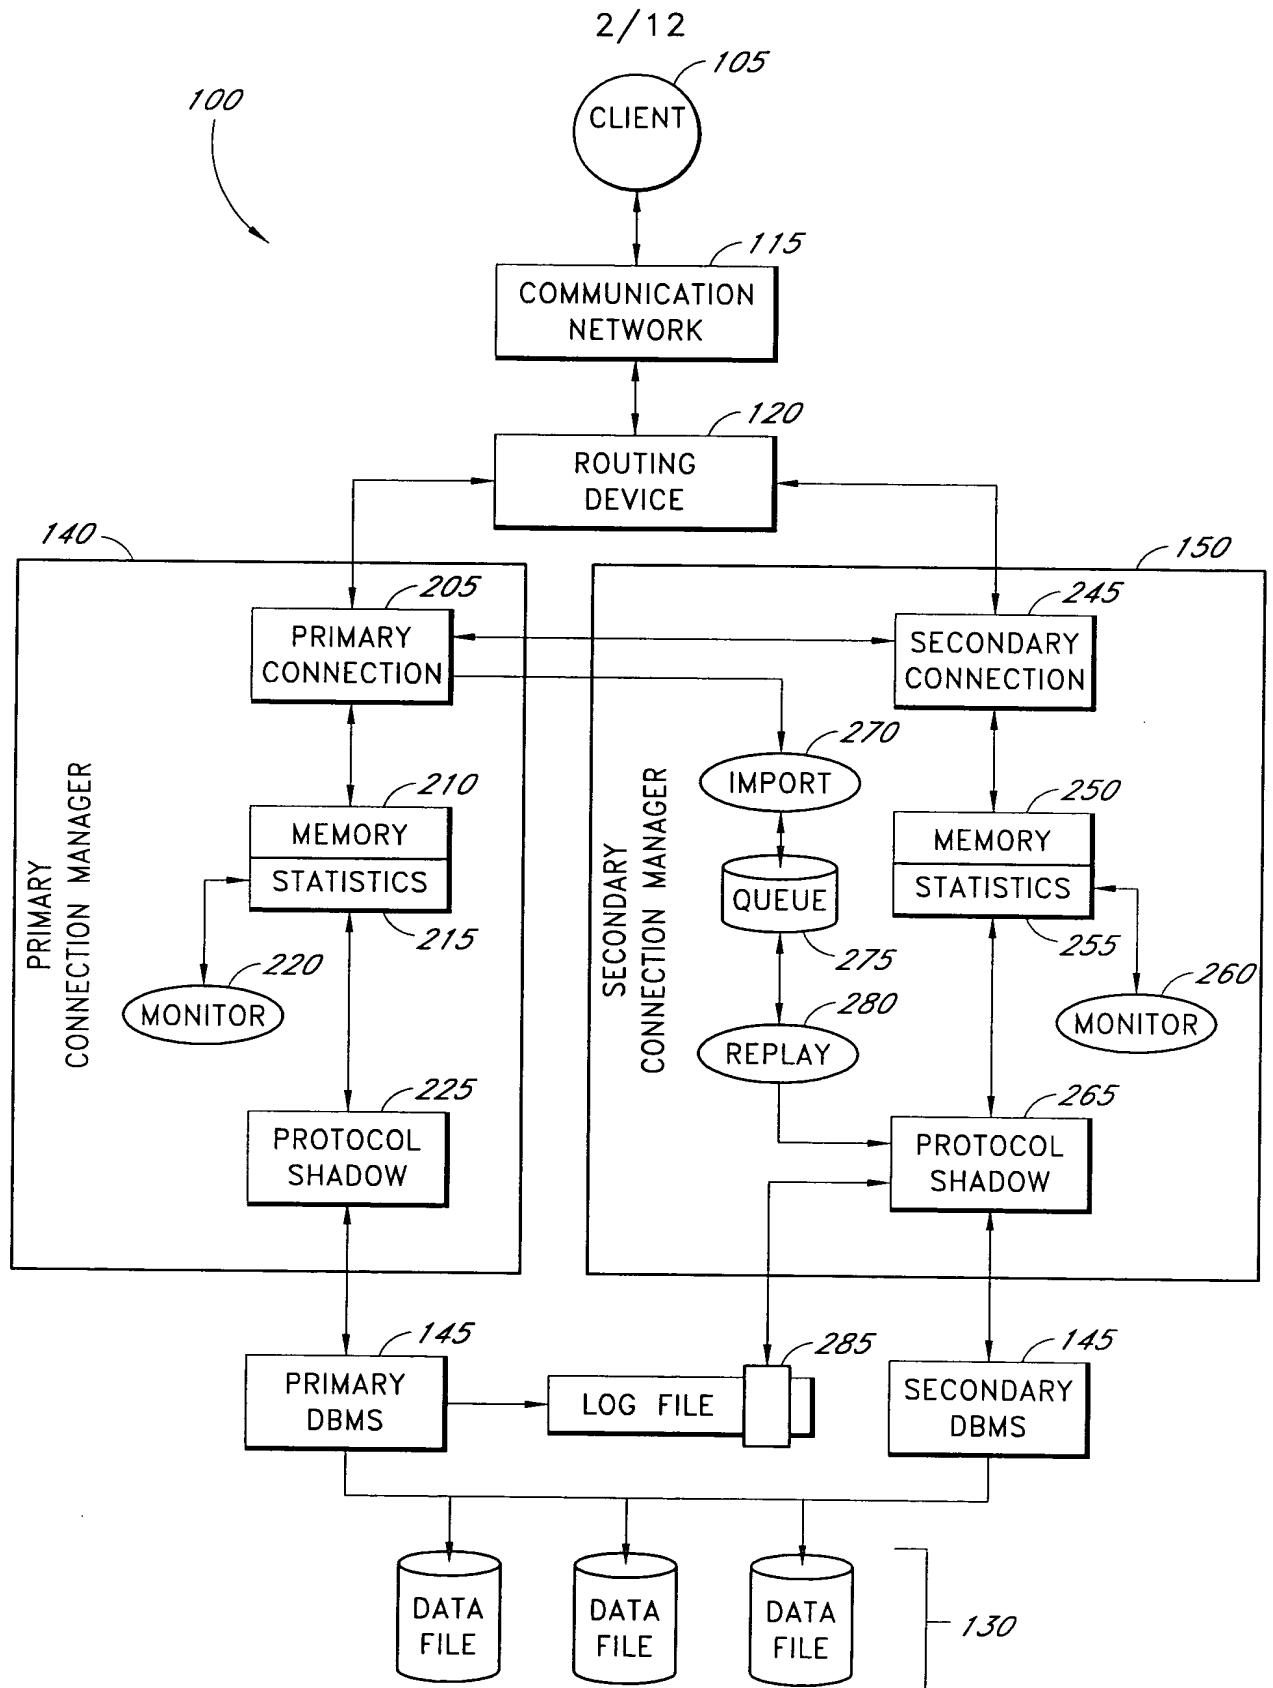 2/12
105
100
CLIENT
115
COMMUNICATION
NETWORK
120
ROUTING
DEVICE
140
150
205
245
PRIMARY
CONNECTION
SECONDARY
CONNECTION
270
IMPORT
210
250
MEMORY
MEMORY
STATISTICS
QUEUE
STATISTICS
PRIMARY
CONNECTION MANAGER
SECONDARY
CONNECTION MANAGER
215
275
255
220
260
MONITOR
280
MONITOR
REPLAY
225
265
PROTOCOL
SHADOW
PROTOCOL
SHADOW
145
285
145
PRIMARY
DBMS
LOG FILE
SECONDARY
DBMS
DATA
FILE
DATA
FILE
DATA
FILE
130